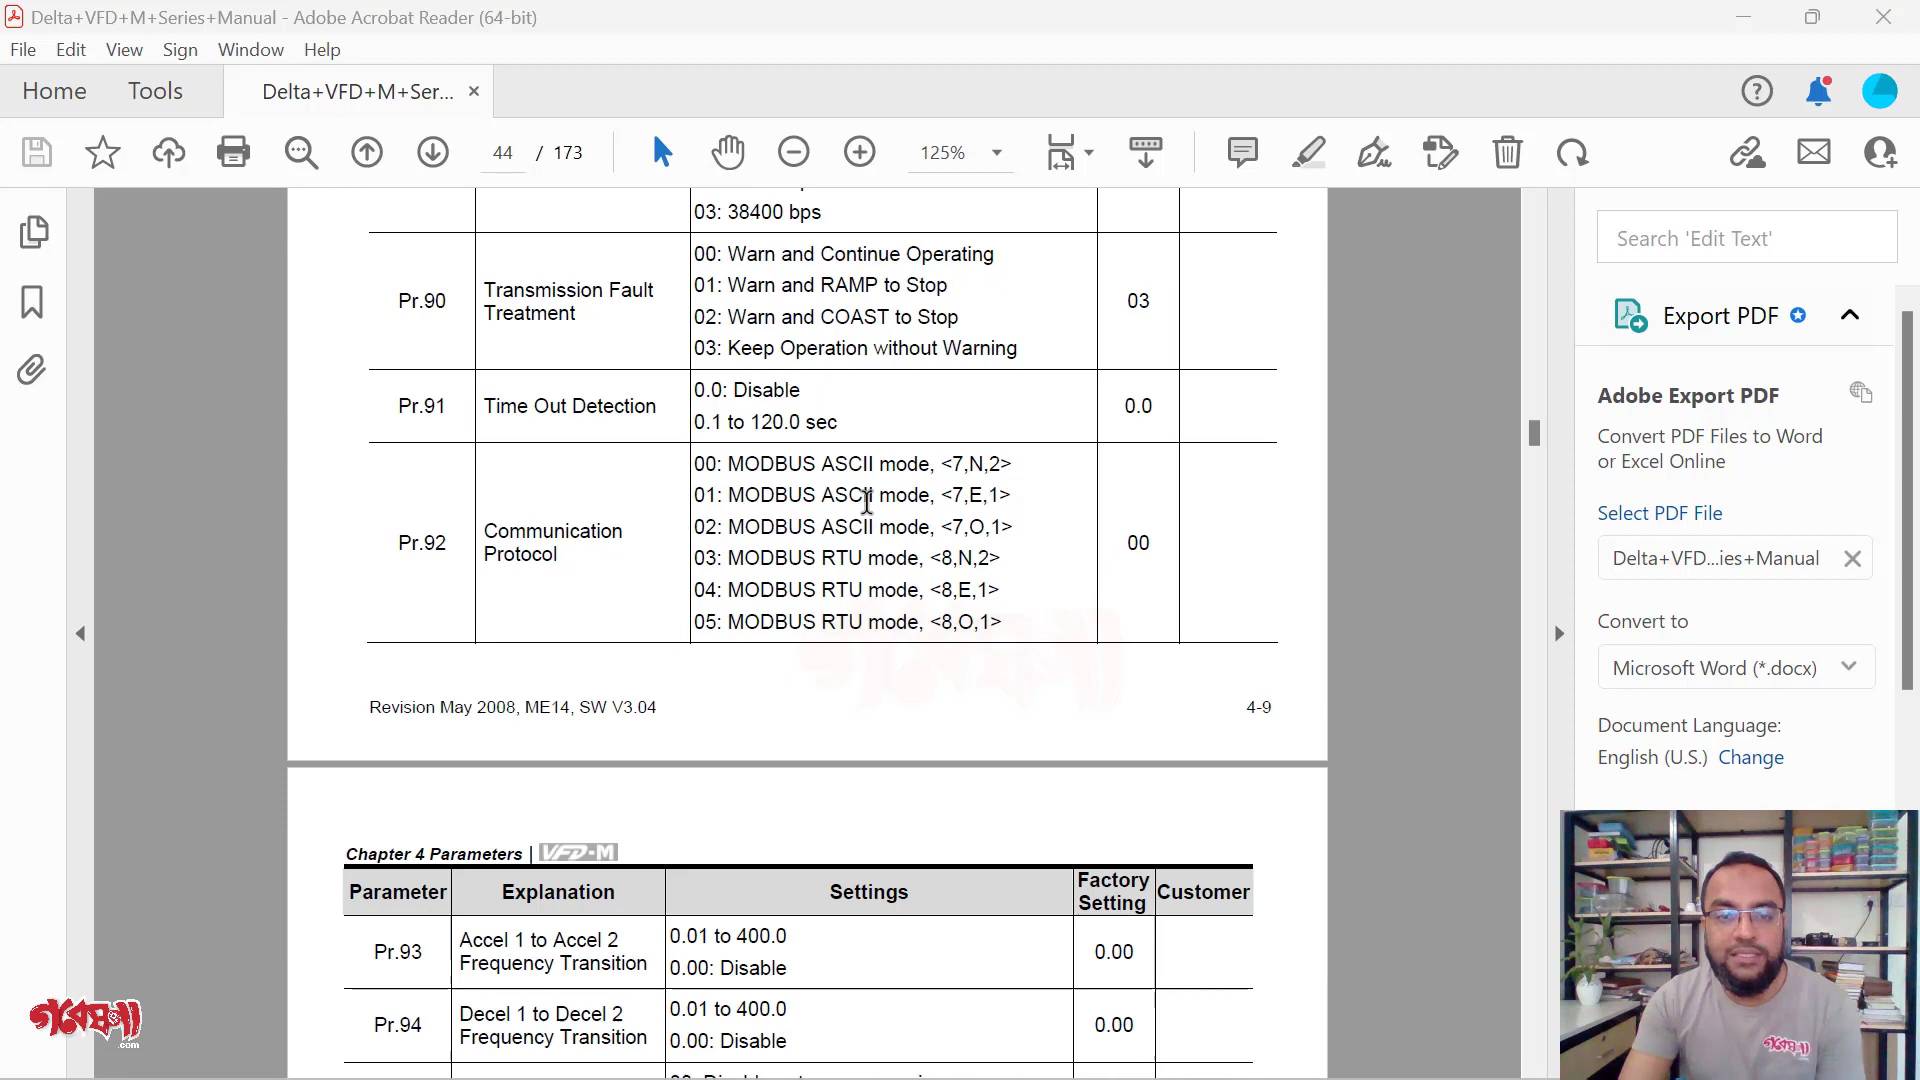 Delta+VFD+M+Series+Manual - Adobe Acrobat Reader (64-bit)
File Edit View Sign Window Help
Home Tools Delta+VFD+M+Ser... ×
44 / 173 125%
03: 38400 bps
Pr.90 Transmission Fault Treatment 00: Warn and Continue Operating
01: Warn and RAMP to Stop
02: Warn and COAST to Stop
03: Keep Operation without Warning
03
Pr.91 Time Out Detection 0.0: Disable
0.1 to 120.0 sec
0.0
Pr.92 Communication Protocol 00: MODBUS ASCII mode, <7,N,2>
01: MODBUS ASCII mode, <7,E,1>
02: MODBUS ASCII mode, <7,O,1>
03: MODBUS RTU mode, <8,N,2>
04: MODBUS RTU mode, <8,E,1>
05: MODBUS RTU mode, <8,O,1>
00
Revision May 2008, ME14, SW V3.04 4-9
Chapter 4 Parameters | VFD-M
Parameter Explanation Settings Factory Setting Customer
Pr.93 Accel 1 to Accel 2 Frequency Transition 0.01 to 400.0
0.00: Disable
0.00
Pr.94 Decel 1 to Decel 2 Frequency Transition 0.01 to 400.0
0.00: Disable
0.00
Search 'Edit Text'
Export PDF
Adobe Export PDF
Convert PDF Files to Word
or Excel Online
Select PDF File
Delta+VFD...ies+Manual
Convert to
Microsoft Word (*.docx)
Document Language:
English (U.S.) Change
গবেষণা
.com